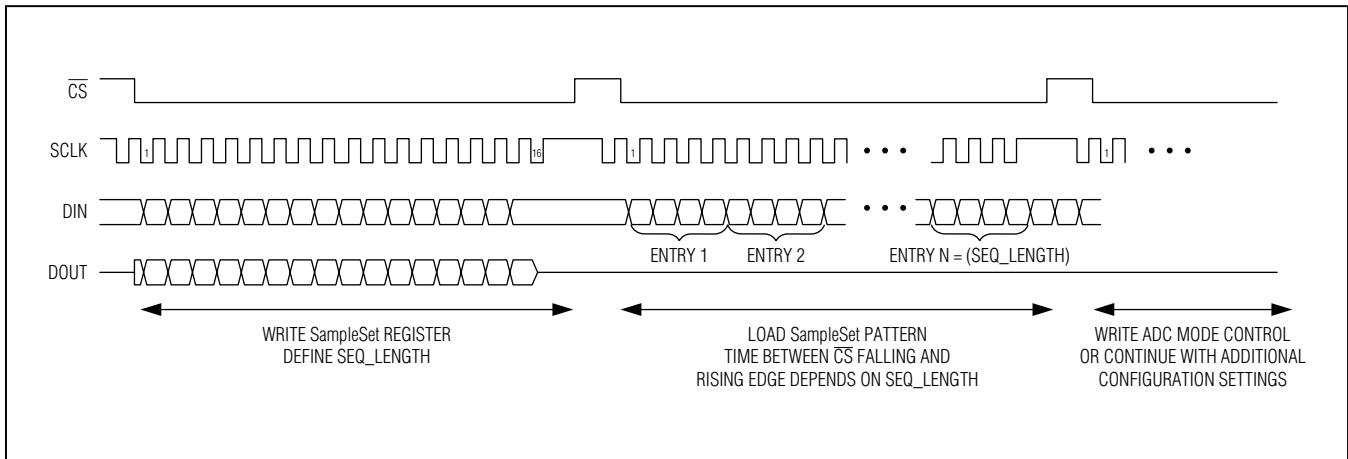 CS
SCLK 1 16 1 • • • 1 • • •
DIN • • •
ENTRY 1 ENTRY 2 ENTRY N = (SEQ_LENGTH)
DOUT
WRITE SampleSet REGISTER
DEFINE SEQ_LENGTH
LOAD SampleSet PATTERN
TIME BETWEEN CS FALLING AND
RISING EDGE DEPENDS ON SEQ_LENGTH
WRITE ADC MODE CONTROL
OR CONTINUE WITH ADDITIONAL
CONFIGURATION SETTINGS